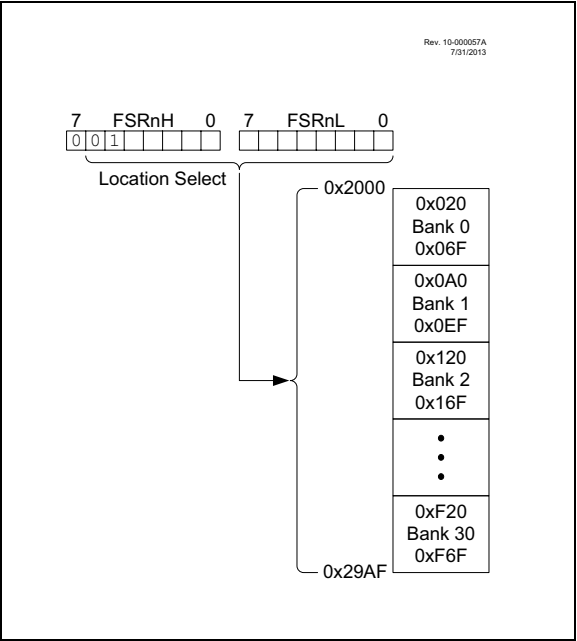 Rev. 10-000057A
7/31/2013
7 FSRnH 0 7 FSRnL 0
0 0 1
Location Select
0x2000
0x020
Bank 0
0x06F
0x0A0
Bank 1
0x0EF
0x120
Bank 2
0x16F
0xF20
Bank 30
0xF6F
0x29AF